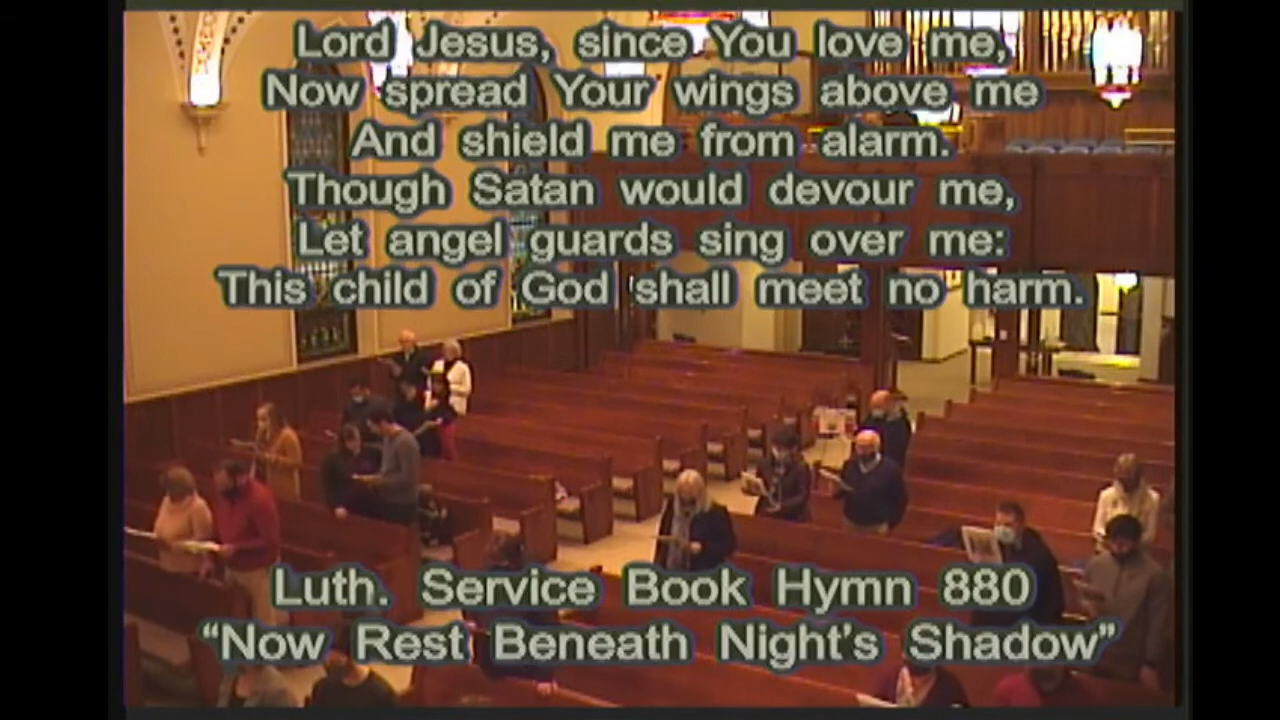 Lord Jesus, since You love me,
Now spread Your wings above me
And shield me from alarm.
Though Satan would devour me,
Let angel guards sing over me:
This child of God shall meet no harm.
Luth. Service Book Hymn 880
“Now Rest Beneath Night's Shadow”